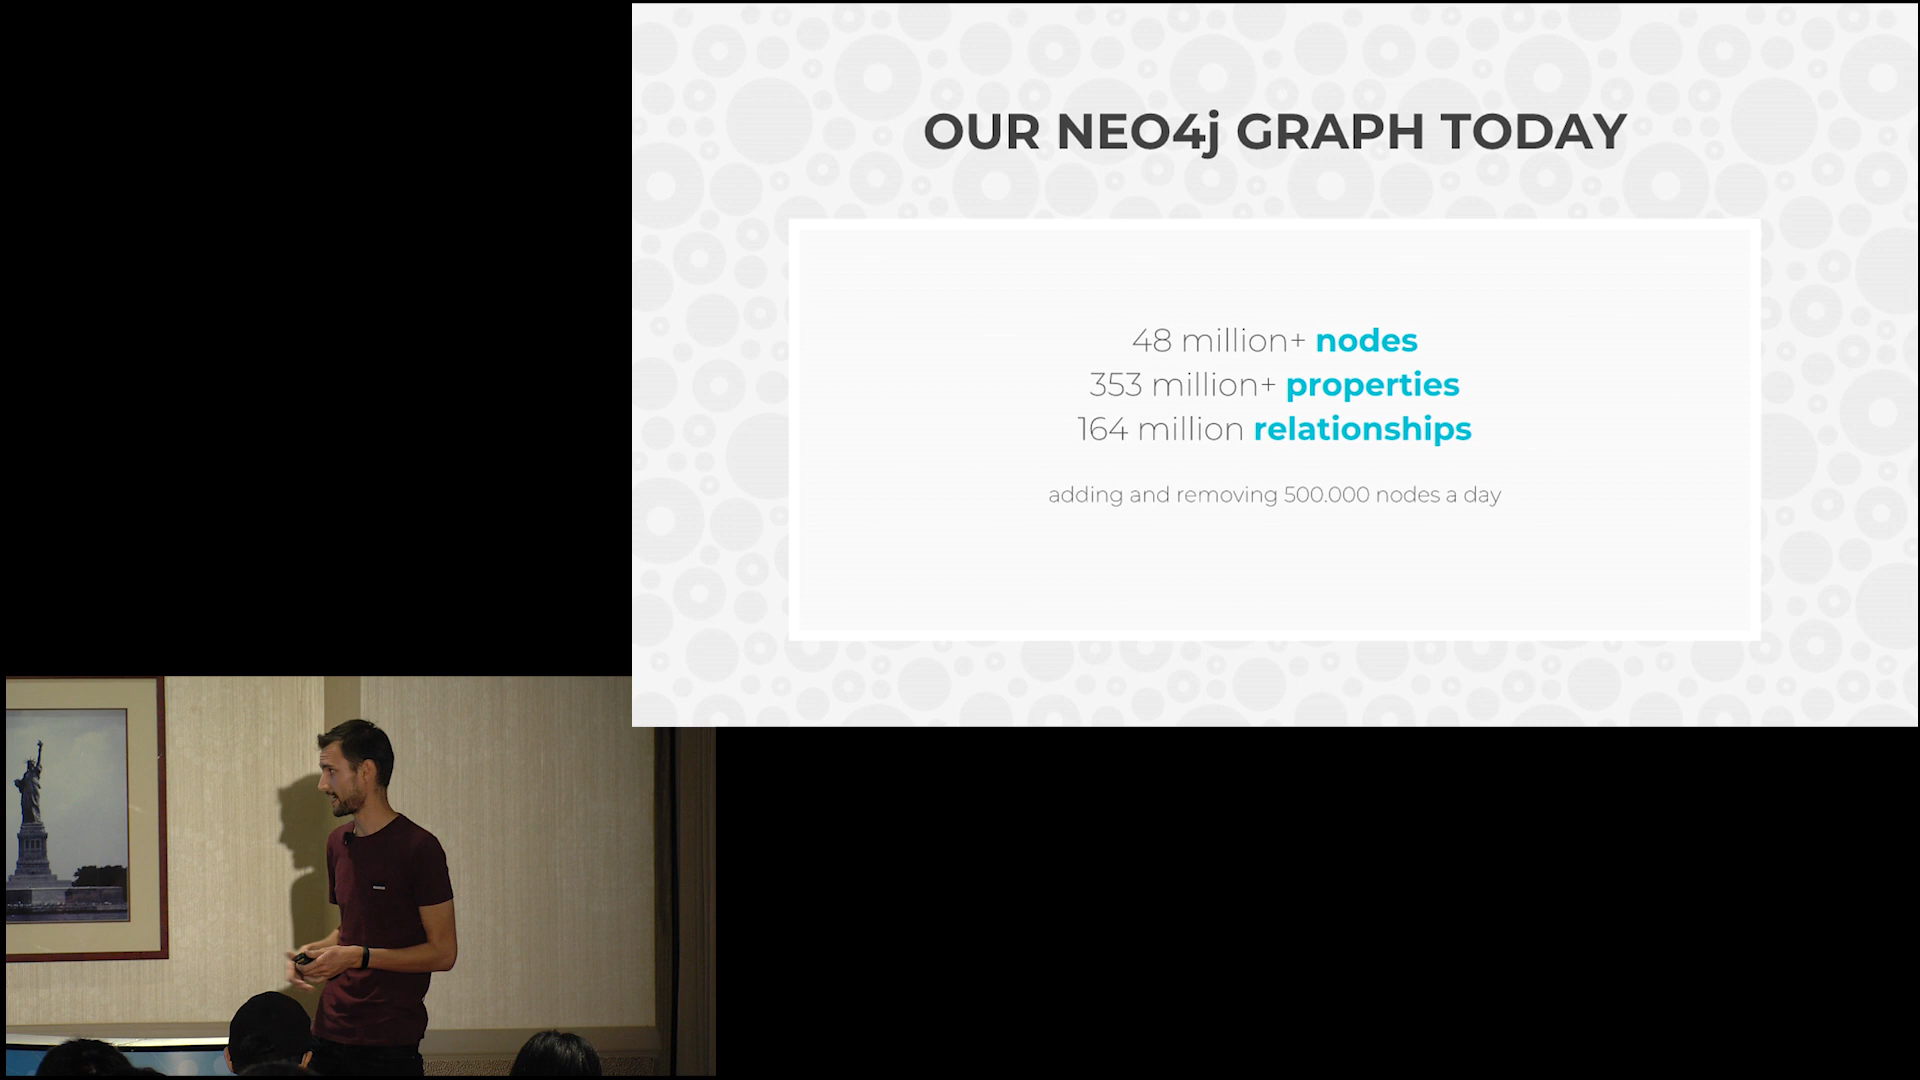 OUR NEO4j GRAPH TODAY
48 million+ nodes
353 million+ properties
164 million relationships
adding and removing 500.000 nodes a day